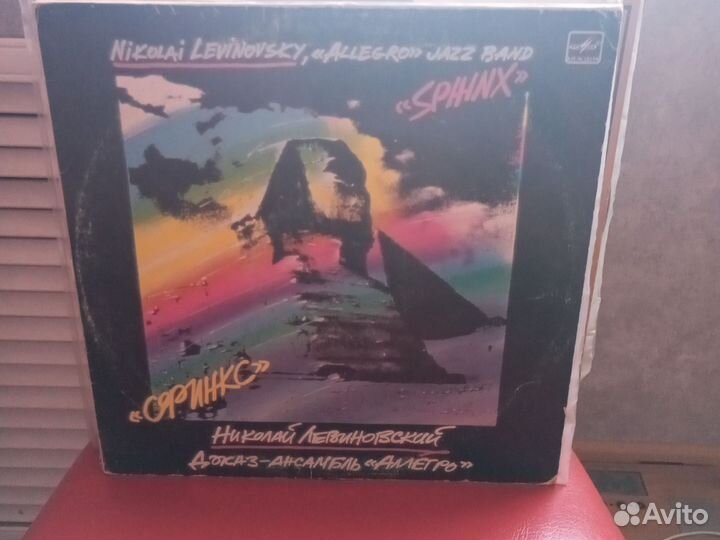 Nikolai Levinovsky, «Allegro» jazz band
«SPHINX»
«СФИНКС»
Николай Левиновский
Джаз-ансамбль «Аллегро»
Avito